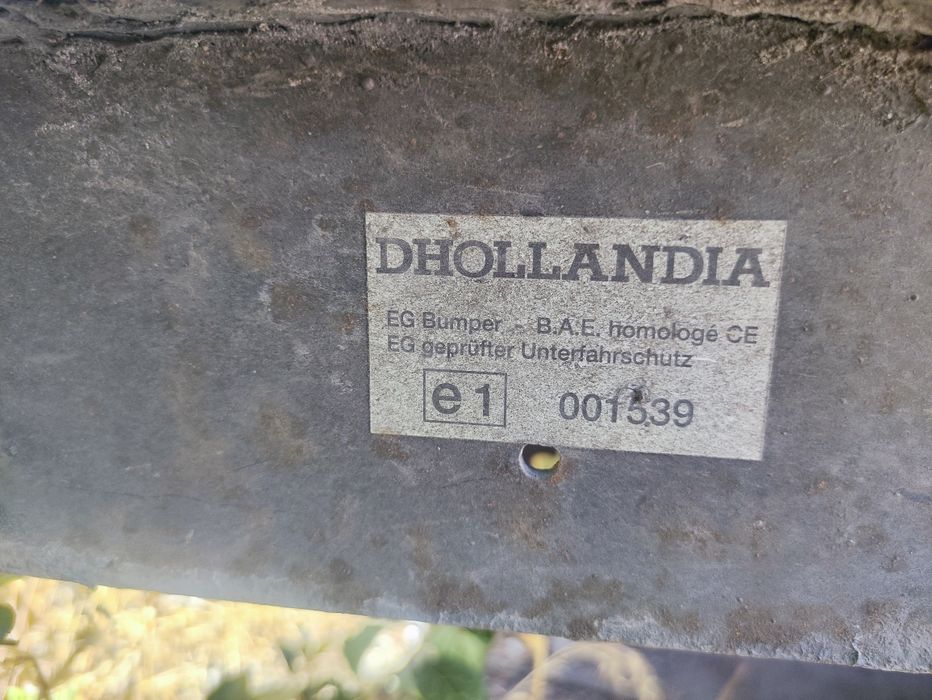 DHOLLANDIA
EG Bumper - B.A.E. homologé CE
EG geprüfter Unterfahrschutz
e1 001539